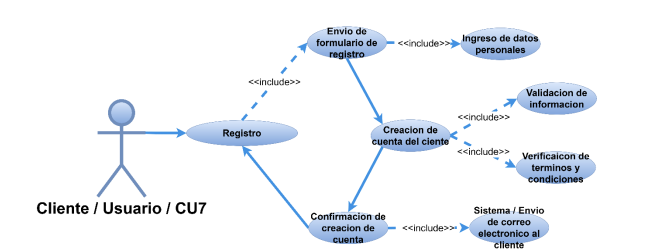 Envio de
formulario de
registro
<<include>>
Ingreso de datos
personales
<<include>>
Validacion de
informacion
<<include>>
Registro
Creacion de
cuenta del ciente
<<include>>
Verificaicon de
terminos y
condiciones
Cliente / Usuario / CU7
Confirmacion de
creacion de
cuenta
<<include>>
Sistema / Envio
de correo
electronico al
cliente